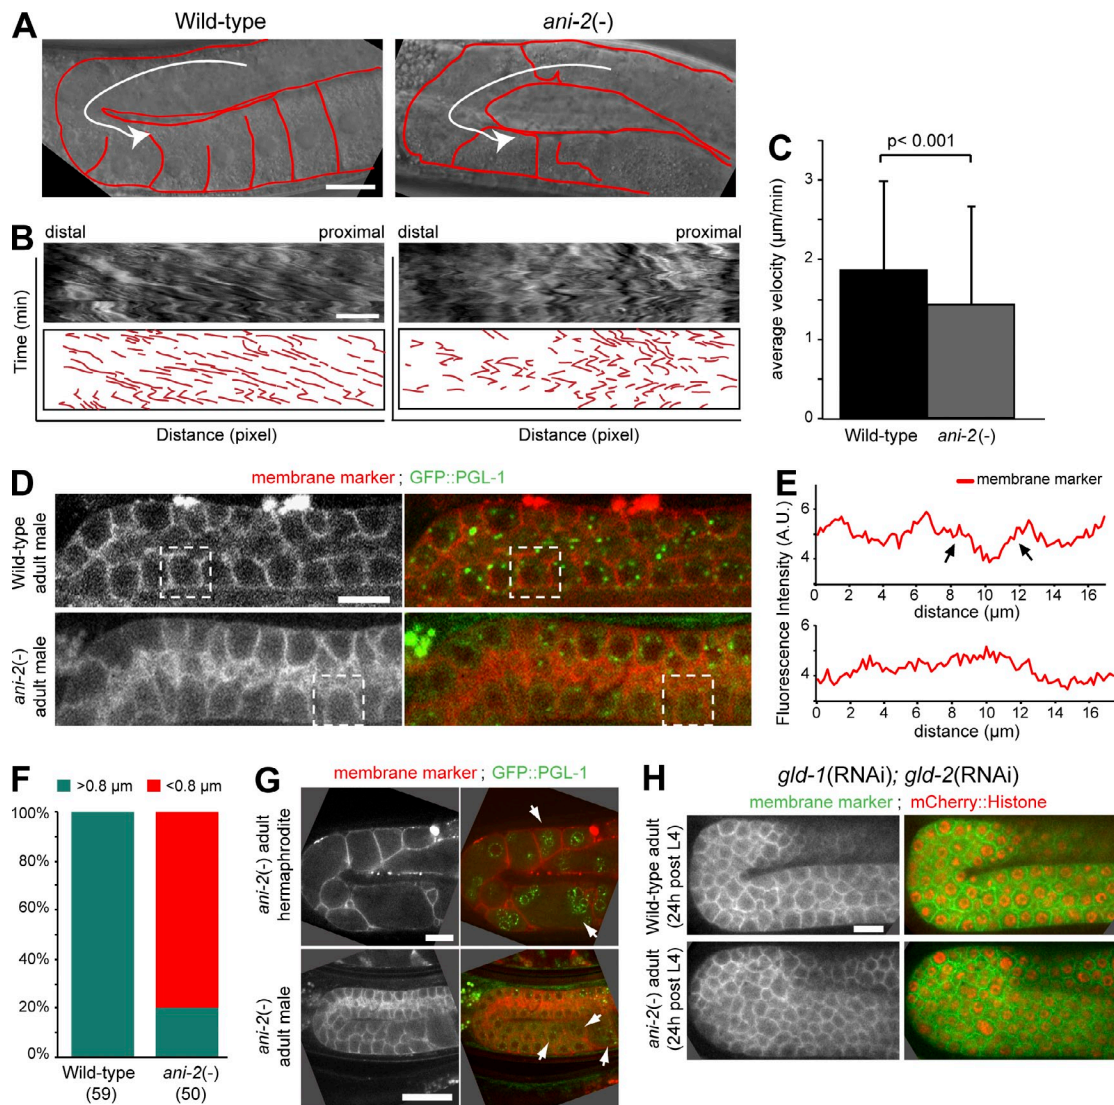 A
Wild-type
ani-2(-)
B
distal
proximal
distal
proximal
Time (min)
Distance (pixel)
Distance (pixel)
C
p< 0.001
average velocity (μm/min)
3
2
1
0
Wild-type
ani-2(-)
D
membrane marker ; GFP::PGL-1
Wild-type
adult male
ani-2(-)
adult male
E
membrane marker
Fluorescence Intensity (A.U.)
6
4
0 2 4 6 8 10 12 14 16
distance (μm)
6
4
0 2 4 6 8 10 12 14 16
distance (μm)
F
>0.8 μm
<0.8 μm
100%
80%
60%
40%
20%
0%
Wild-type
(59)
ani-2(-)
(50)
G
membrane marker ; GFP::PGL-1
ani-2(-) adult
hermaphrodite
ani-2(-)
adult male
H
gld-1(RNAi); gld-2(RNAi)
membrane marker ; mCherry::Histone
Wild-type adult
(24h post L4)
ani-2(-) adult
(24h post L4)